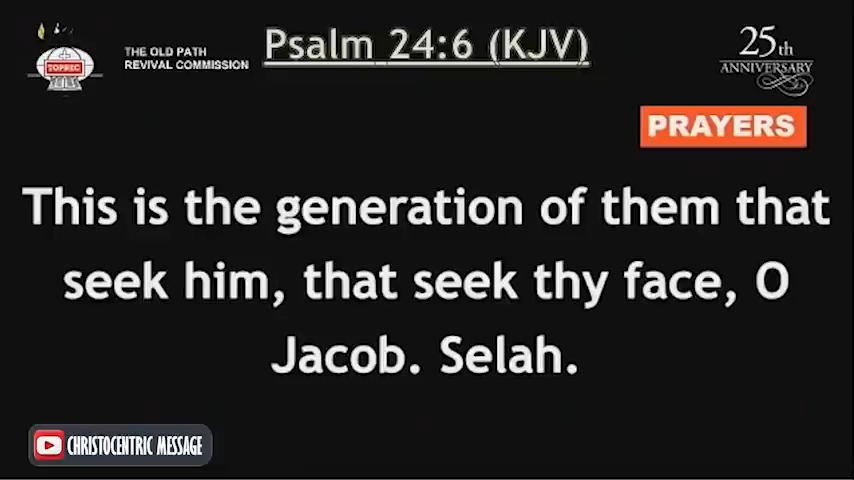 THE OLD PATH
REVIVAL COMMISSION
Psalm 24:6 (KJV)
25th
ANNIVERSARY
TOPREC
PRAYERS
This is the generation of them that
seek him, that seek thy face, O
Jacob. Selah.
CHRISTOCENTRIC MESSAGE